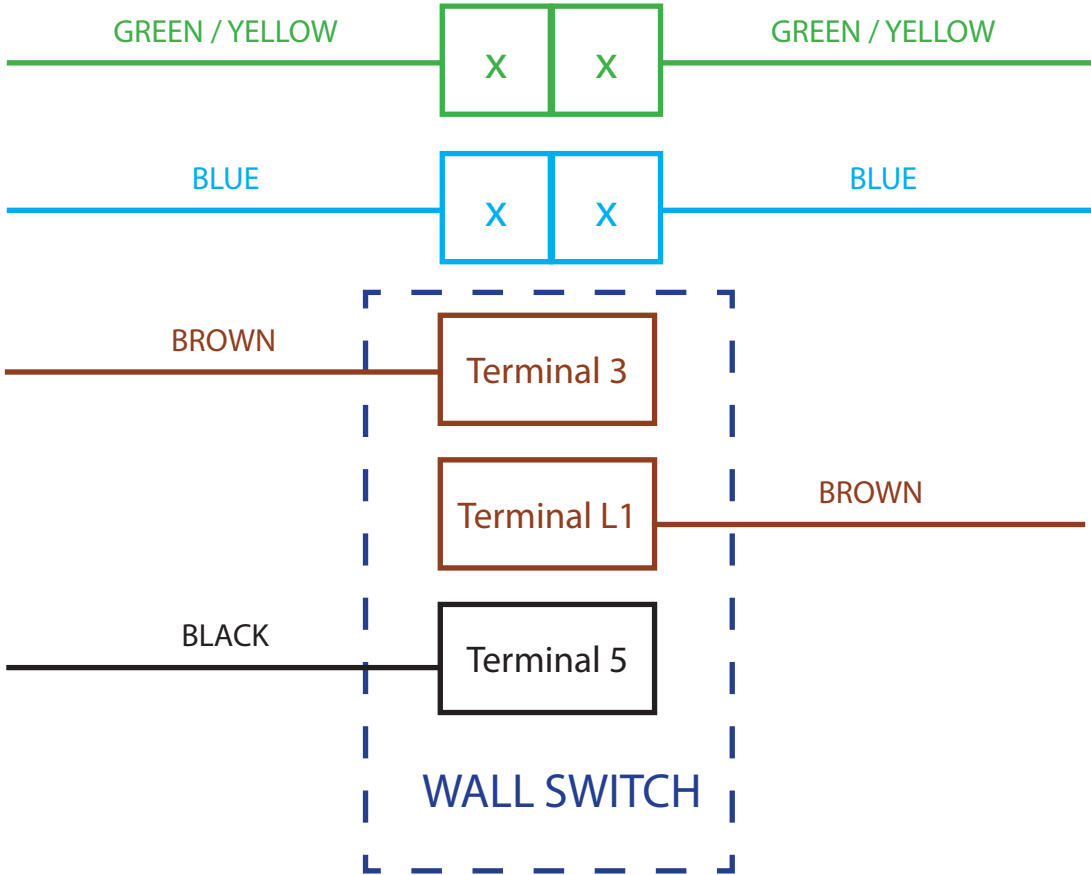 GREEN / YELLOW
GREEN / YELLOW
x x
BLUE
BLUE
x x
BROWN
Terminal 3
Terminal L1
BROWN
BLACK
Terminal 5
WALL SWITCH